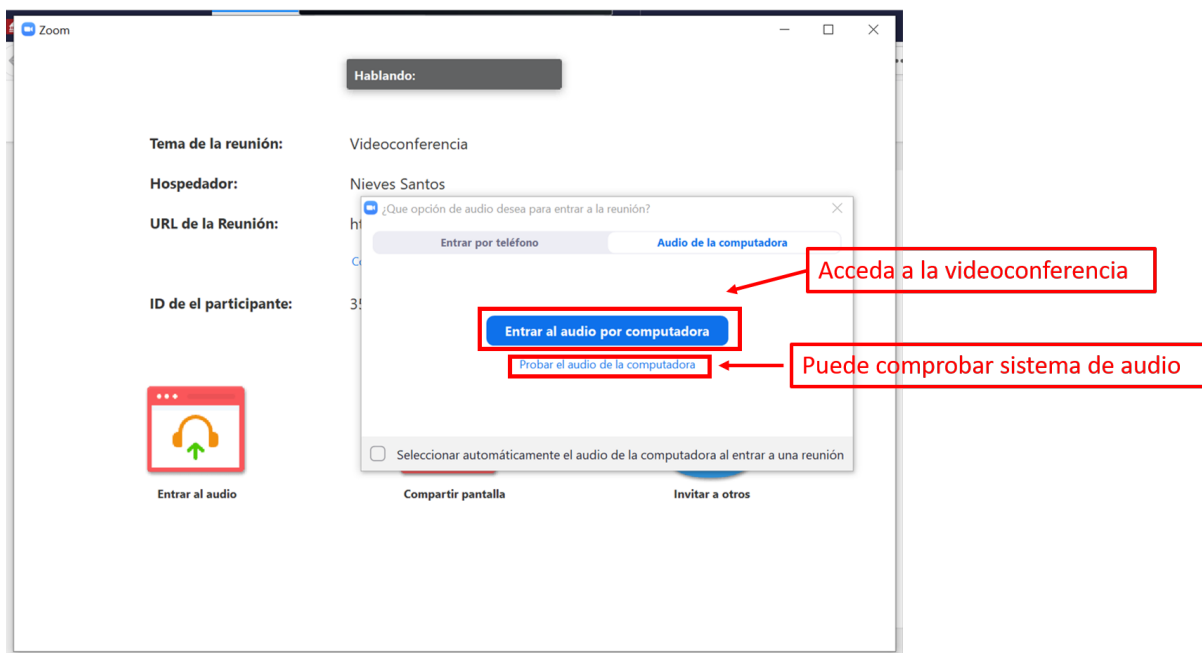 Zoom
Hablando:
Tema de la reunión: Videoconferencia
Hospedador: Nieves Santos
¿Que opción de audio desea para entrar a la reunión?
URL de la Reunión:
Entrar por teléfono Audio de la computadora
Acceda a la videoconferencia
ID de el participante:
Entrar al audio por computadora
Probar el audio de la computadora
Puede comprobar sistema de audio
Seleccionar automáticamente el audio de la computadora al entrar a una reunión
Entrar al audio Compartir pantalla Invitar a otros